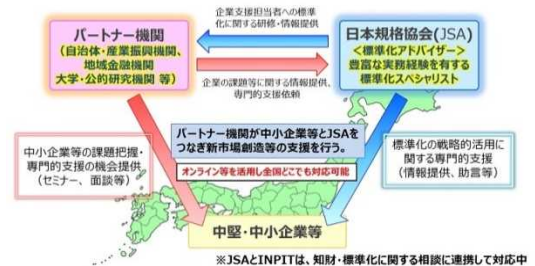 企業支援担当者への標準
化に関する研修・情報提供
パートナー機関
(自治体・産業振興機関、
地域金融機関
大学・公的研究機関 等)
日本規格協会(JSA)
<標準化アドバイザー>
豊富な実務経験を有する
標準化スペシャリスト
企業の課題等に関する情報提供、
専門的支援依頼
パートナー機関が中小企業等とJSAを
つなぎ新市場創造等の支援を行う。
オンライン等を活用し全国どこでも対応可能
中小企業等の課題把握・
専門的支援の機会提供
(セミナー、面談等)
標準化の戦略的活用に
関する専門的支援
(情報提供、助言等)
中堅・中小企業等
※JSAとINPITは、知財・標準化に関する相談に連携して対応中